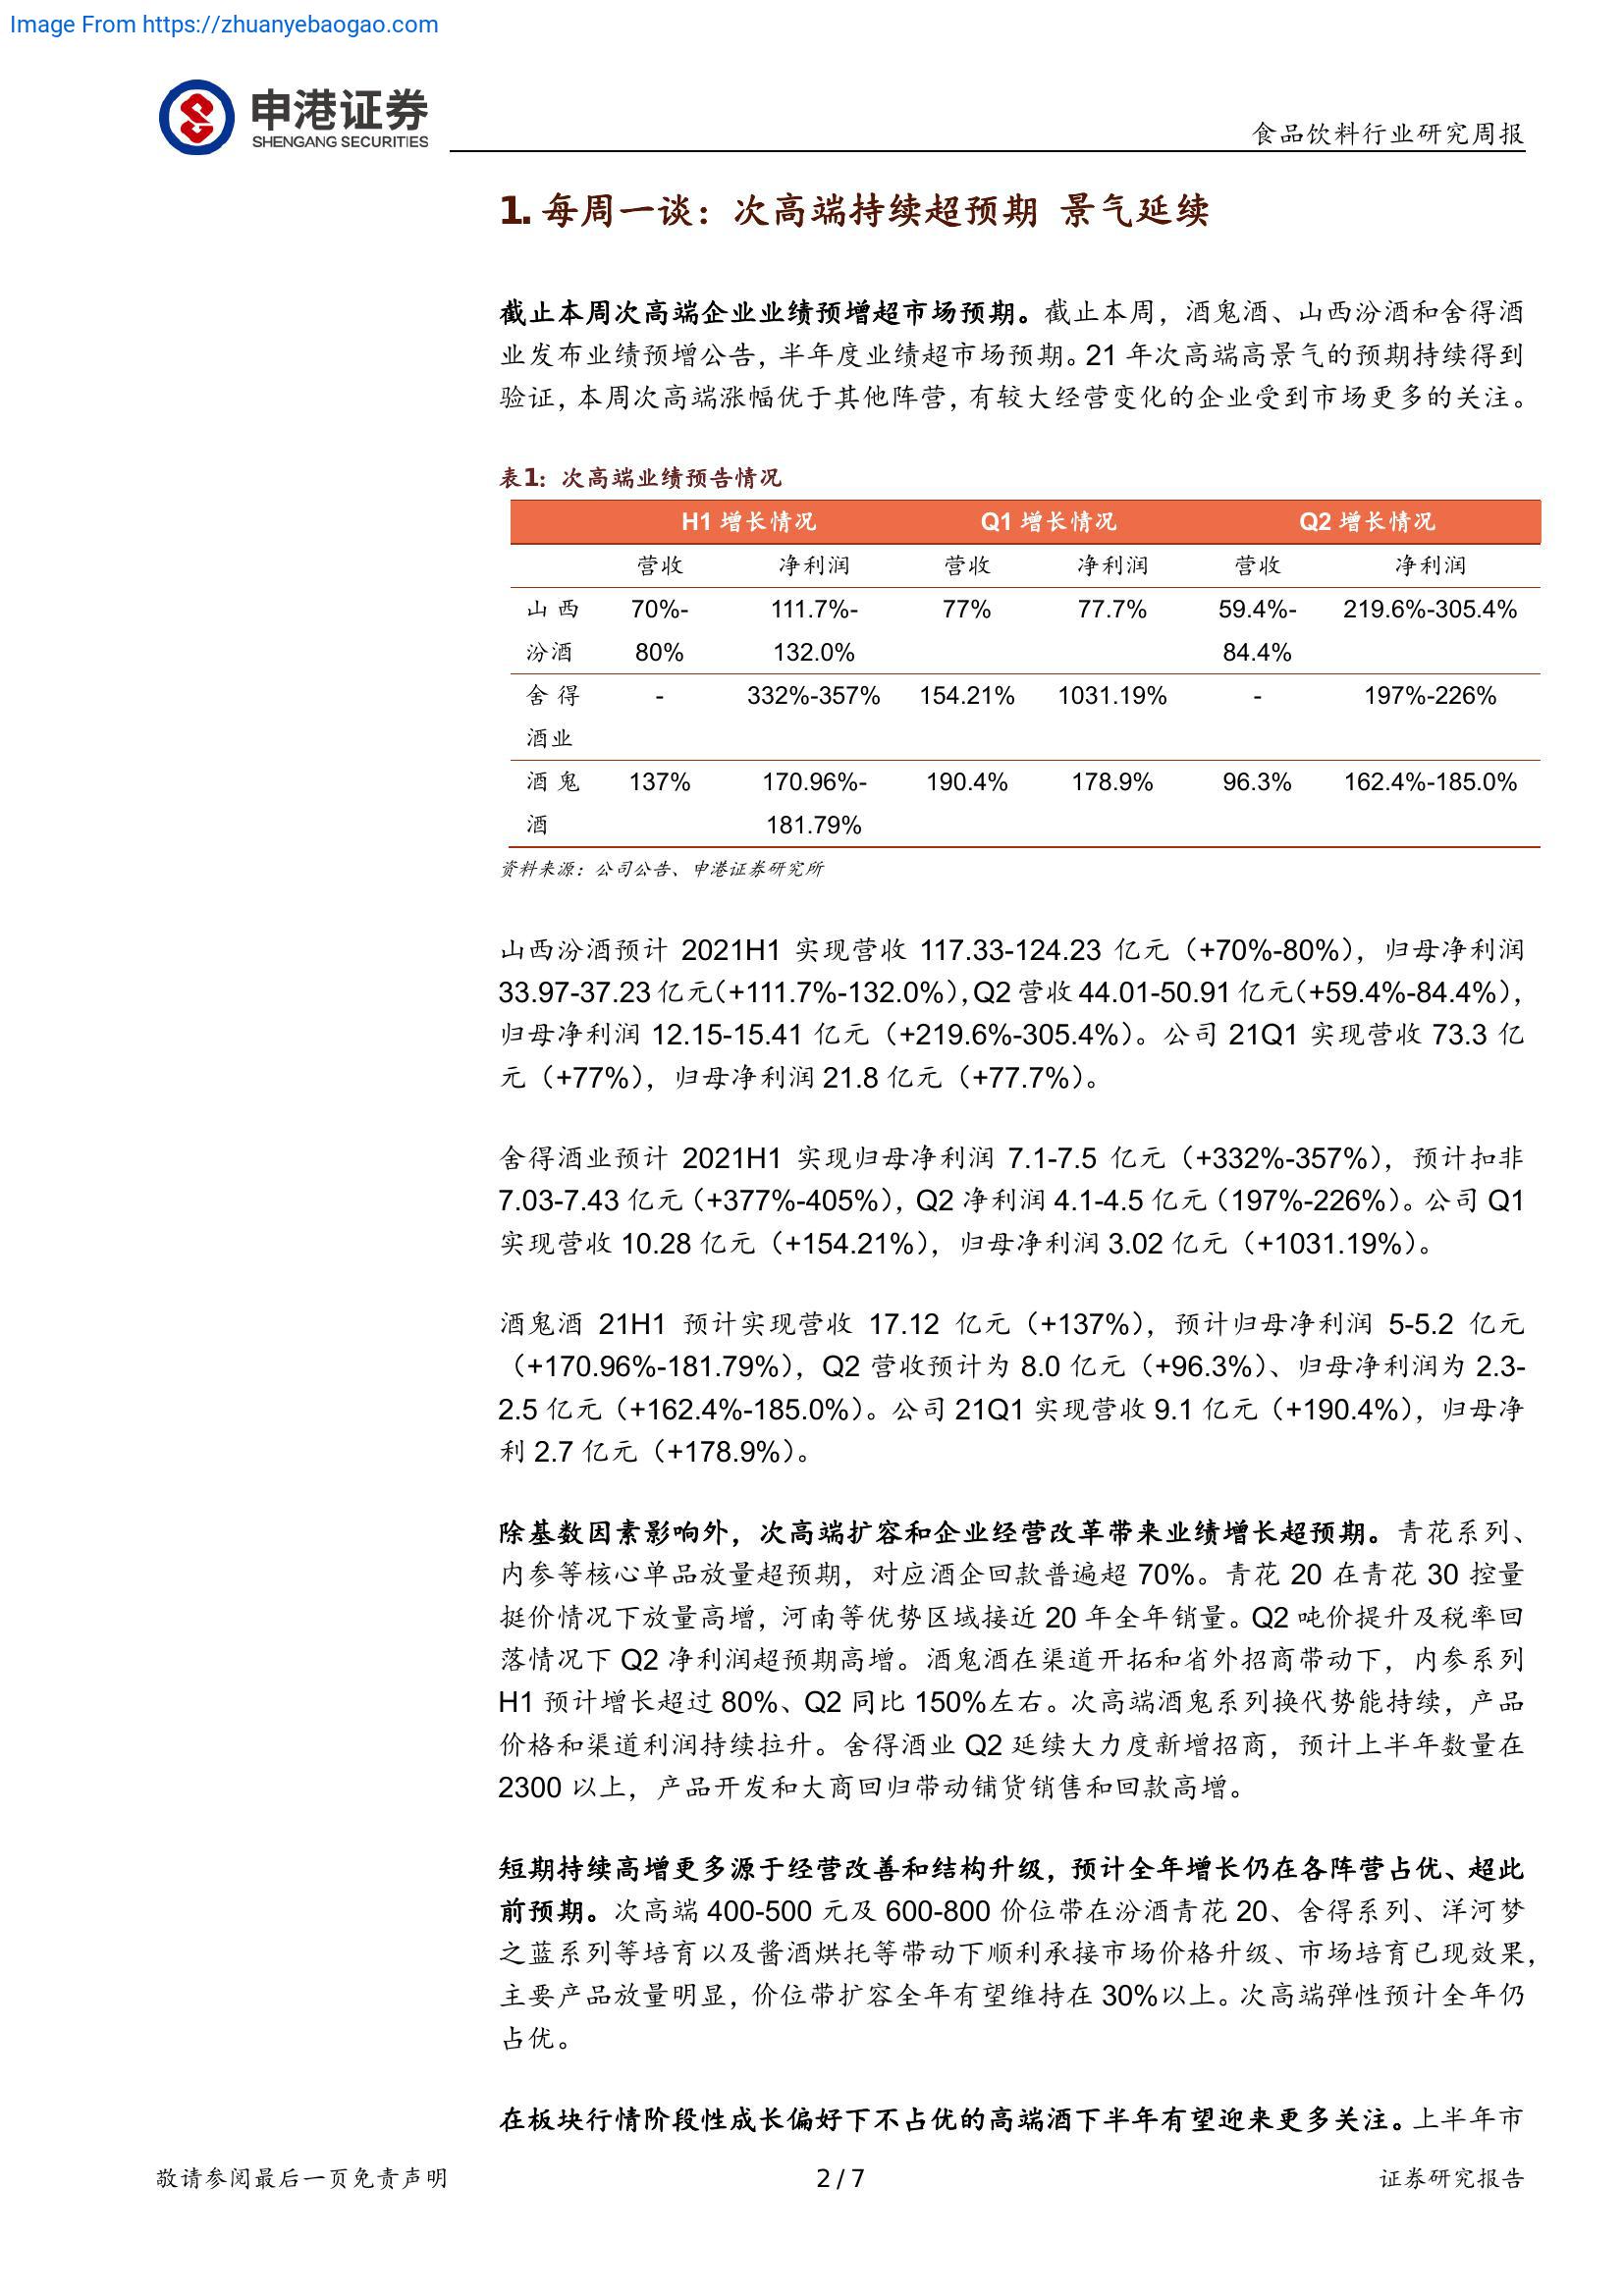 Image From https://zhuanyebaogao.com
申港证券
SHENGANG SECURITIES
食品饮料行业研究周报
1. 每周一谈：次高端持续超预期 景气延续
截止本周次高端企业业绩预增超市场预期。截止本周，酒鬼酒、山西汾酒和舍得酒
业发布业绩预增公告，半年度业绩超市场预期。21 年次高端高景气的预期持续得到
验证，本周次高端涨幅优于其他阵营，有较大经营变化的企业受到市场更多的关注。
表1：次高端业绩预告情况
H1 增长情况 Q1 增长情况 Q2 增长情况
营收 净利润 营收 净利润 营收 净利润
山 西 70%- 111.7%- 77% 77.7% 59.4%- 219.6%-305.4%
汾酒 80% 132.0% 84.4%
舍 得 - 332%-357% 154.21% 1031.19% - 197%-226%
酒业
酒 鬼 137% 170.96%- 190.4% 178.9% 96.3% 162.4%-185.0%
酒 181.79%
资料来源：公司公告、申港证券研究所
山西汾酒预计 2021H1 实现营收 117.33-124.23 亿元（+70%-80%），归母净利润
33.97-37.23 亿元（+111.7%-132.0%），Q2 营收 44.01-50.91 亿元（+59.4%-84.4%），
归母净利润 12.15-15.41 亿元（+219.6%-305.4%）。公司 21Q1 实现营收 73.3 亿
元（+77%），归母净利润 21.8 亿元（+77.7%）。
舍得酒业预计 2021H1 实现归母净利润 7.1-7.5 亿元（+332%-357%），预计扣非
7.03-7.43 亿元（+377%-405%），Q2 净利润 4.1-4.5 亿元（197%-226%）。公司 Q1
实现营收 10.28 亿元（+154.21%），归母净利润 3.02 亿元（+1031.19%）。
酒鬼酒 21H1 预计实现营收 17.12 亿元（+137%），预计归母净利润 5-5.2 亿元
（+170.96%-181.79%），Q2 营收预计为 8.0 亿元（+96.3%）、归母净利润为 2.3-
2.5 亿元（+162.4%-185.0%）。公司 21Q1 实现营收 9.1 亿元（+190.4%），归母净
利 2.7 亿元（+178.9%）。
除基数因素影响外，次高端扩容和企业经营改革带来业绩增长超预期。青花系列、
内参等核心单品放量超预期，对应酒企回款普遍超 70%。青花 20 在青花 30 控量
挺价情况下放量高增，河南等优势区域接近 20 年全年销量。Q2 吨价提升及税率回
落情况下 Q2 净利润超预期高增。酒鬼酒在渠道开拓和省外招商带动下，内参系列
H1 预计增长超过 80%、Q2 同比 150%左右。次高端酒鬼系列换代势能持续，产品
价格和渠道利润持续拉升。舍得酒业 Q2 延续大力度新增招商，预计上半年数量在
2300 以上，产品开发和大商回归带动铺货销售和回款高增。
短期持续高增更多源于经营改善和结构升级，预计全年增长仍在各阵营占优、超此
前预期。次高端 400-500 元及 600-800 价位带在汾酒青花 20、舍得系列、洋河梦
之蓝系列等培育以及酱酒烘托等带动下顺利承接市场价格升级、市场培育已现效果，
主要产品放量明显，价位带扩容全年有望维持在 30%以上。次高端弹性预计全年仍
占优。
在板块行情阶段性成长偏好下不占优的高端酒下半年有望迎来更多关注。上半年市
敬请参阅最后一页免责声明 2 / 7 证券研究报告